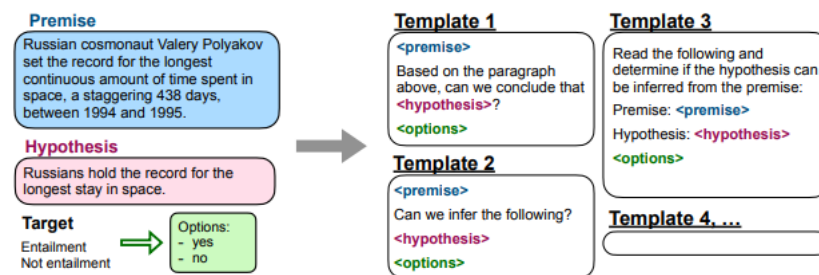 Premise
Russian cosmonaut Valery Polyakov
set the record for the longest
continuous amount of time spent in
space, a staggering 438 days,
between 1994 and 1995.
Hypothesis
Russians hold the record for the
longest stay in space.
Target
Entailment
Not entailment
Options:
- yes
- no
Template 1
<premise>
Based on the paragraph
above, can we conclude that
<hypothesis>?
<options>
Template 2
<premise>
Can we infer the following?
<hypothesis>
<options>
Template 3
Read the following and
determine if the hypothesis can
be inferred from the premise:
Premise: <premise>
Hypothesis: <hypothesis>
<options>
Template 4, ...